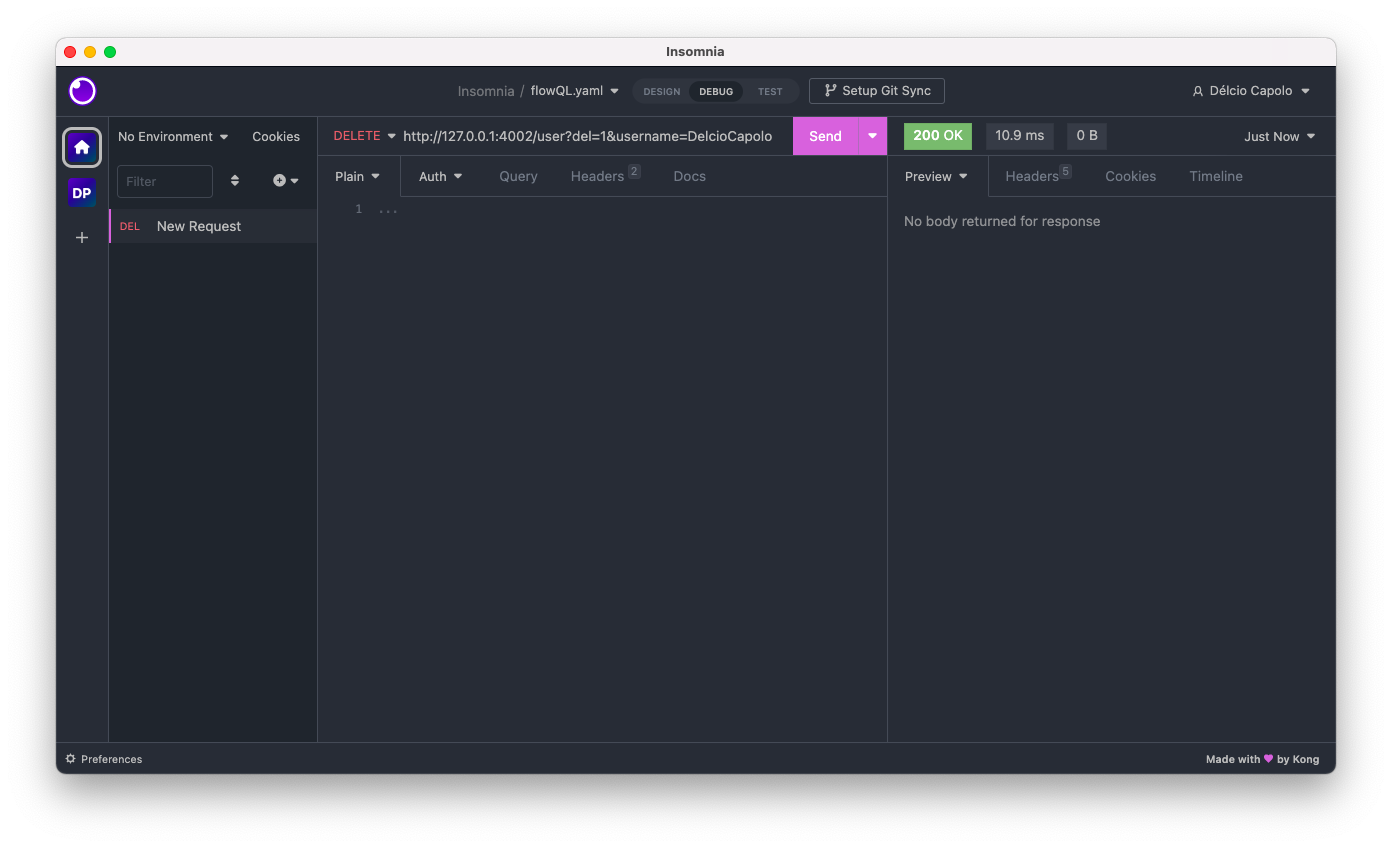 Insomnia
Insomnia / flowQL.yaml
DESIGN DEBUG TEST
Setup Git Sync
Délcio Capolo
DP
No Environment
Cookies
Filter
DEL New Request
DELETE http://127.0.0.1:4002/user?del=1&username=DelcioCapolo
Send
Plain
Auth
Query
Headers 2
Docs
1 ...
200 OK
10.9 ms
0 B
Just Now
Preview
Headers 5
Cookies
Timeline
No body returned for response
Preferences
Made with by Kong